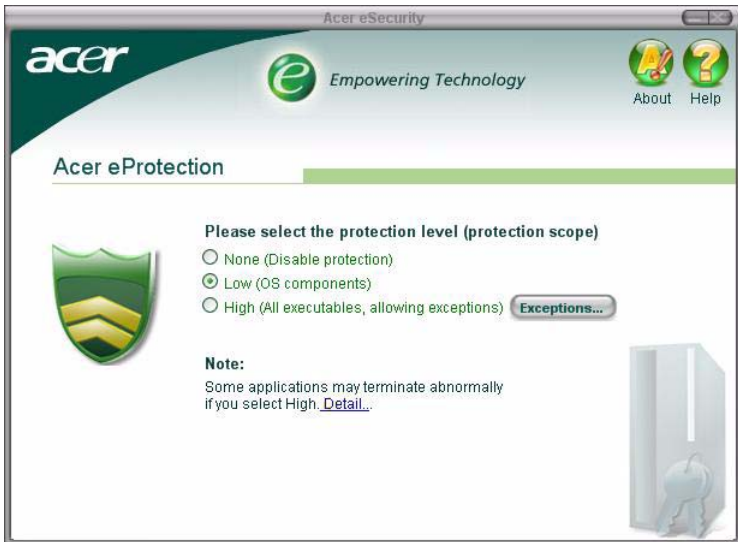 Acer eSecurity
acer
e
Empowering Technology
About
Help
Acer eProtection
Please select the protection level (protection scope)
None (Disable protection)
Low (OS components)
High (All executables, allowing exceptions)
Exceptions...
Note:
Some applications may terminate abnormally
if you select High. Detail...